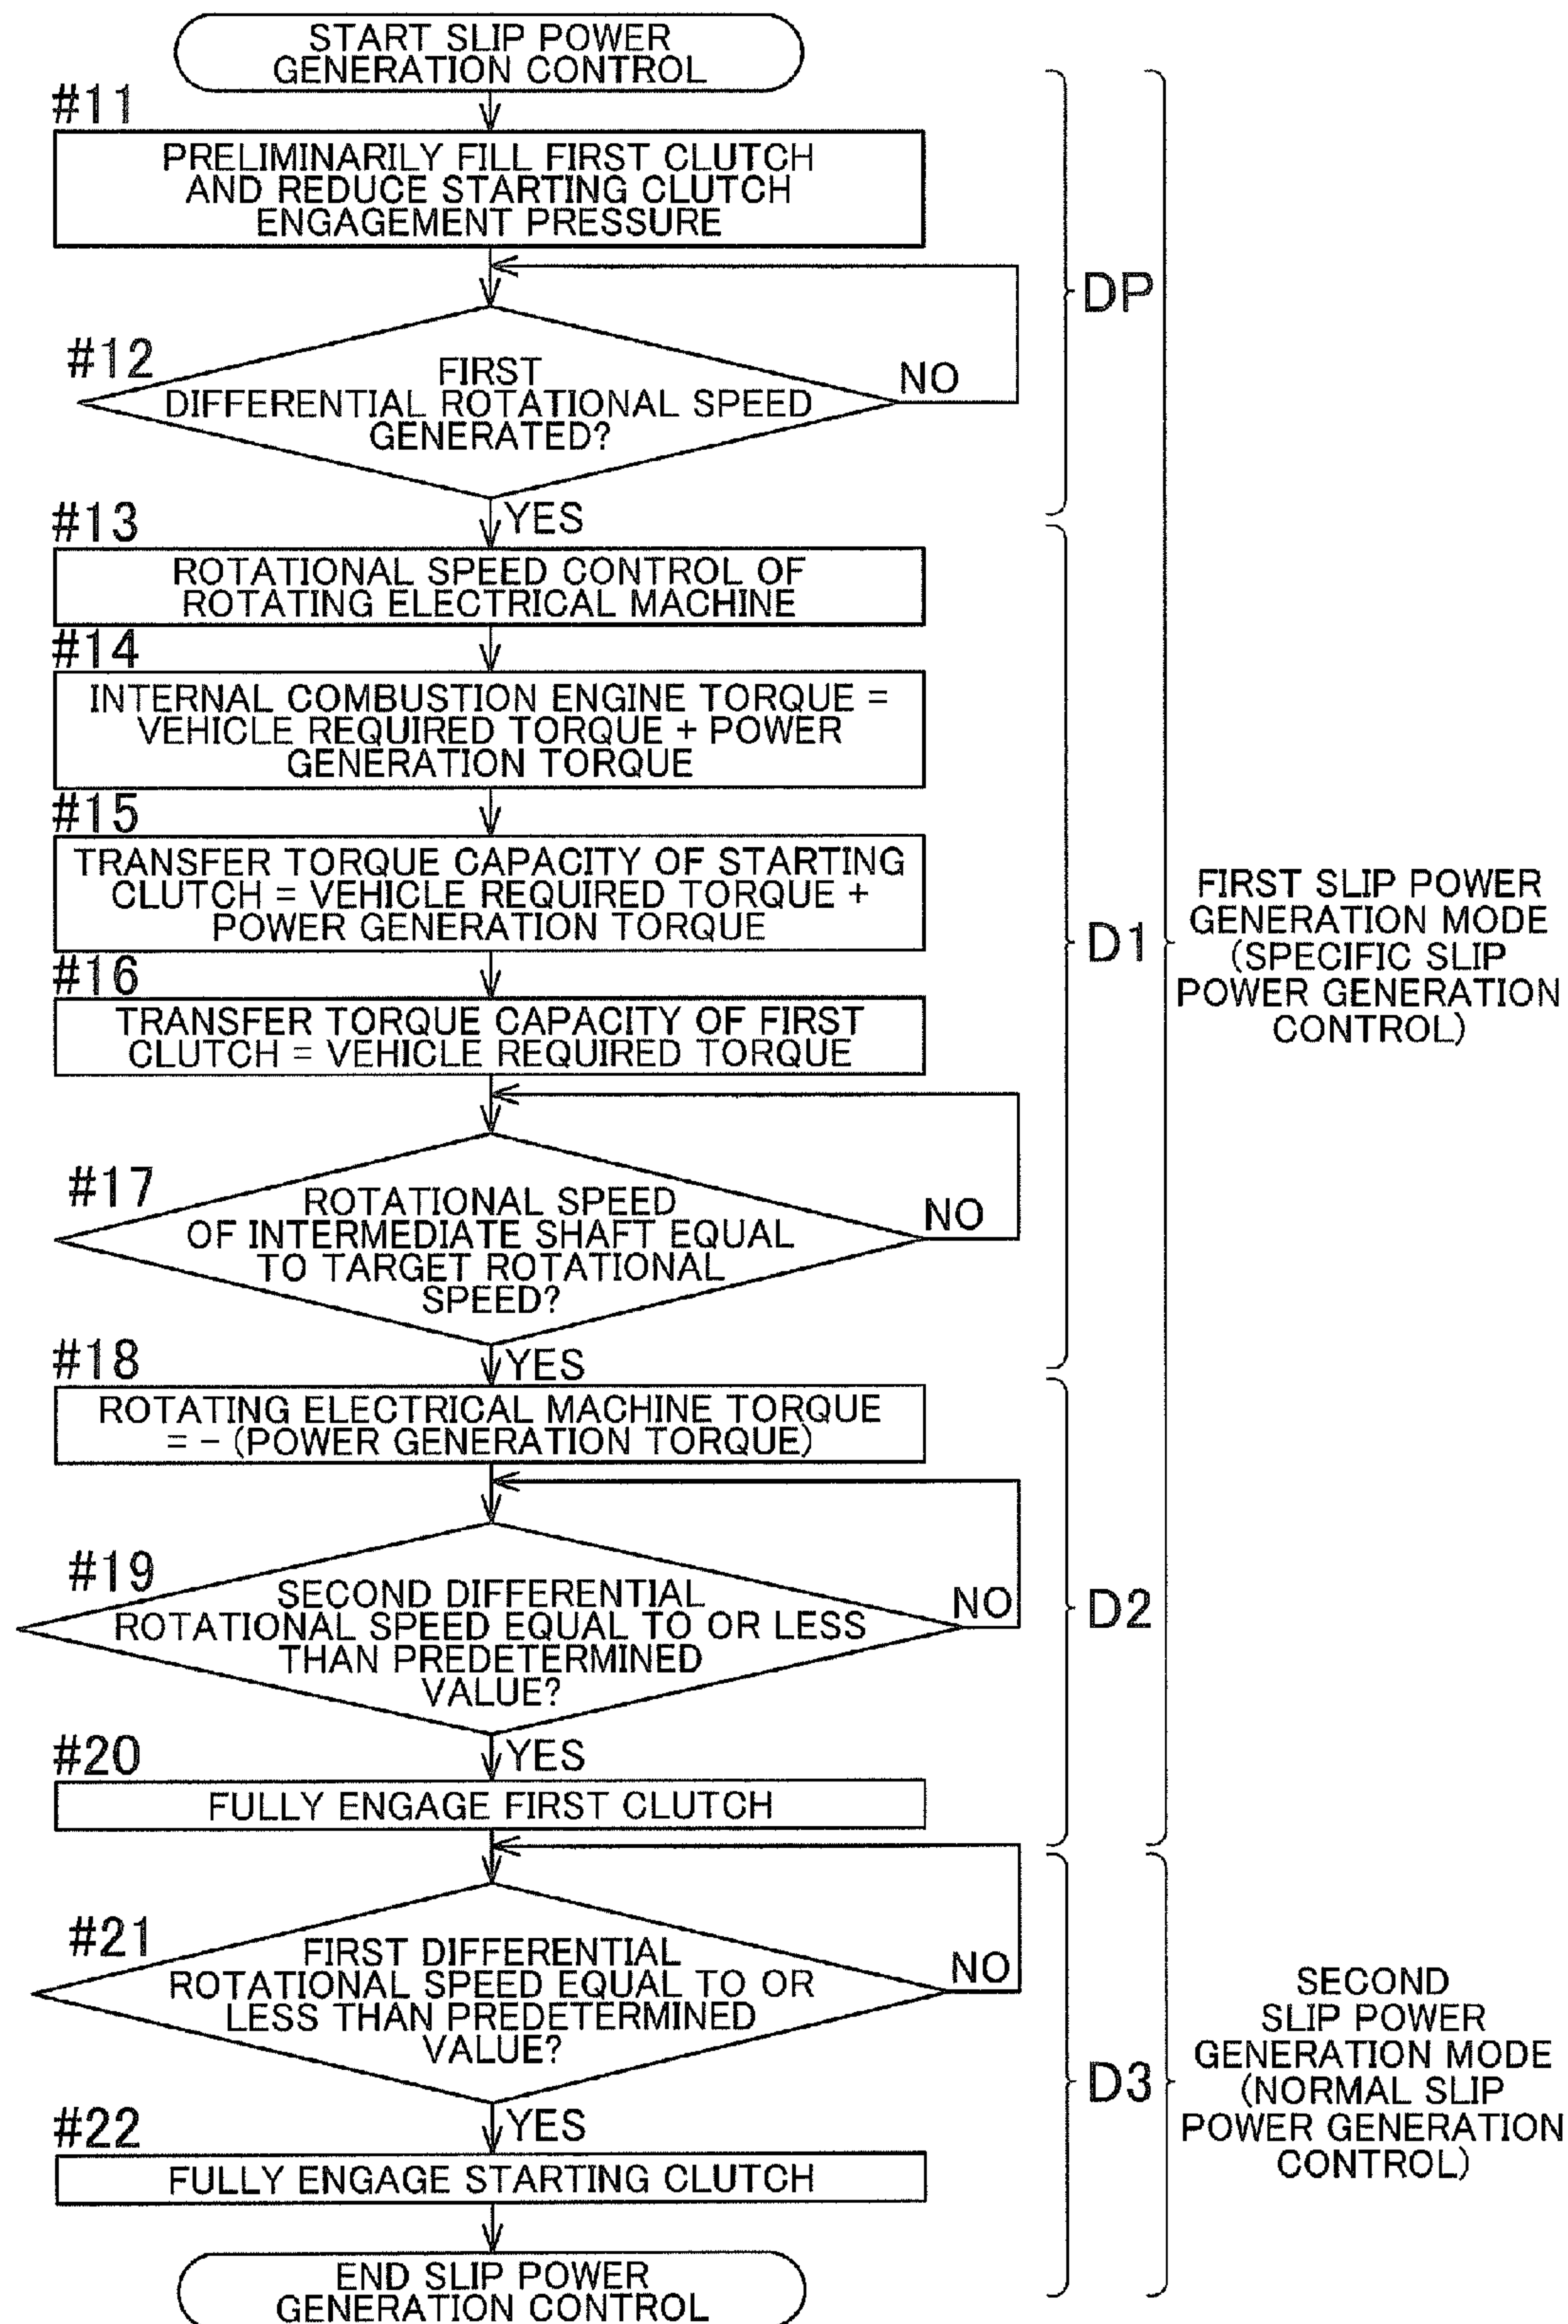 START SLIP POWER
GENERATION CONTROL
#11
PRELIMINARILY FILL FIRST CLUTCH
AND REDUCE STARTING CLUTCH
ENGAGEMENT PRESSURE
DP
#12
FIRST
DIFFERENTIAL ROTATIONAL SPEED
GENERATED?
NO
YES
#13
ROTATIONAL SPEED CONTROL OF
ROTATING ELECTRICAL MACHINE
#14
INTERNAL COMBUSTION ENGINE TORQUE =
VEHICLE REQUIRED TORQUE + POWER
GENERATION TORQUE
#15
TRANSFER TORQUE CAPACITY OF STARTING
CLUTCH = VEHICLE REQUIRED TORQUE +
POWER GENERATION TORQUE
D1
FIRST SLIP POWER
GENERATION MODE
(SPECIFIC SLIP
POWER GENERATION
CONTROL)
#16
TRANSFER TORQUE CAPACITY OF FIRST
CLUTCH = VEHICLE REQUIRED TORQUE
#17
ROTATIONAL SPEED
OF INTERMEDIATE SHAFT EQUAL
TO TARGET ROTATIONAL
SPEED?
NO
YES
#18
ROTATING ELECTRICAL MACHINE TORQUE
= - (POWER GENERATION TORQUE)
#19
SECOND DIFFERENTIAL
ROTATIONAL SPEED EQUAL TO OR LESS
THAN PREDETERMINED
VALUE?
NO
D2
YES
#20
FULLY ENGAGE FIRST CLUTCH
#21
FIRST DIFFERENTIAL
ROTATIONAL SPEED EQUAL TO OR
LESS THAN PREDETERMINED
VALUE?
NO
D3
SECOND
SLIP POWER
GENERATION MODE
(NORMAL SLIP
POWER GENERATION
CONTROL)
YES
#22
FULLY ENGAGE STARTING CLUTCH
END SLIP POWER
GENERATION CONTROL